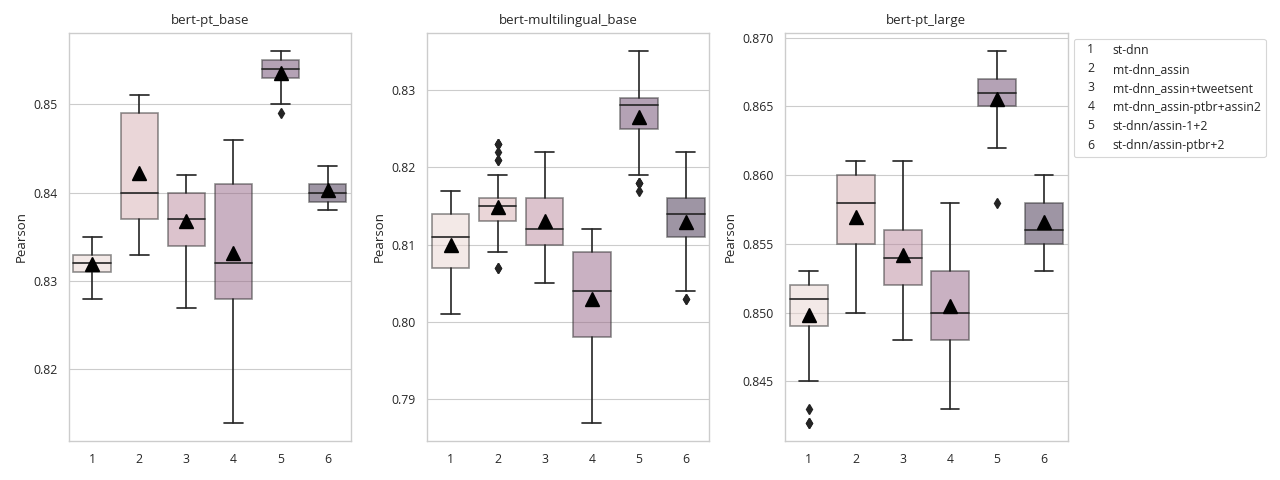 bert-pt_base
bert-multilingual_base
bert-pt_large
Pearson
0.85
0.84
0.83
0.82
1 2 3 4 5 6
Pearson
0.83
0.82
0.81
0.80
0.79
1 2 3 4 5 6
Pearson
0.870
0.865
0.860
0.855
0.850
0.845
1 2 3 4 5 6
1 st-dnn
2 mt-dnn_assin
3 mt-dnn_assin+tweetsent
4 mt-dnn_assin-ptbr+assin2
5 st-dnn/assin-1+2
6 st-dnn/assin-ptbr+2